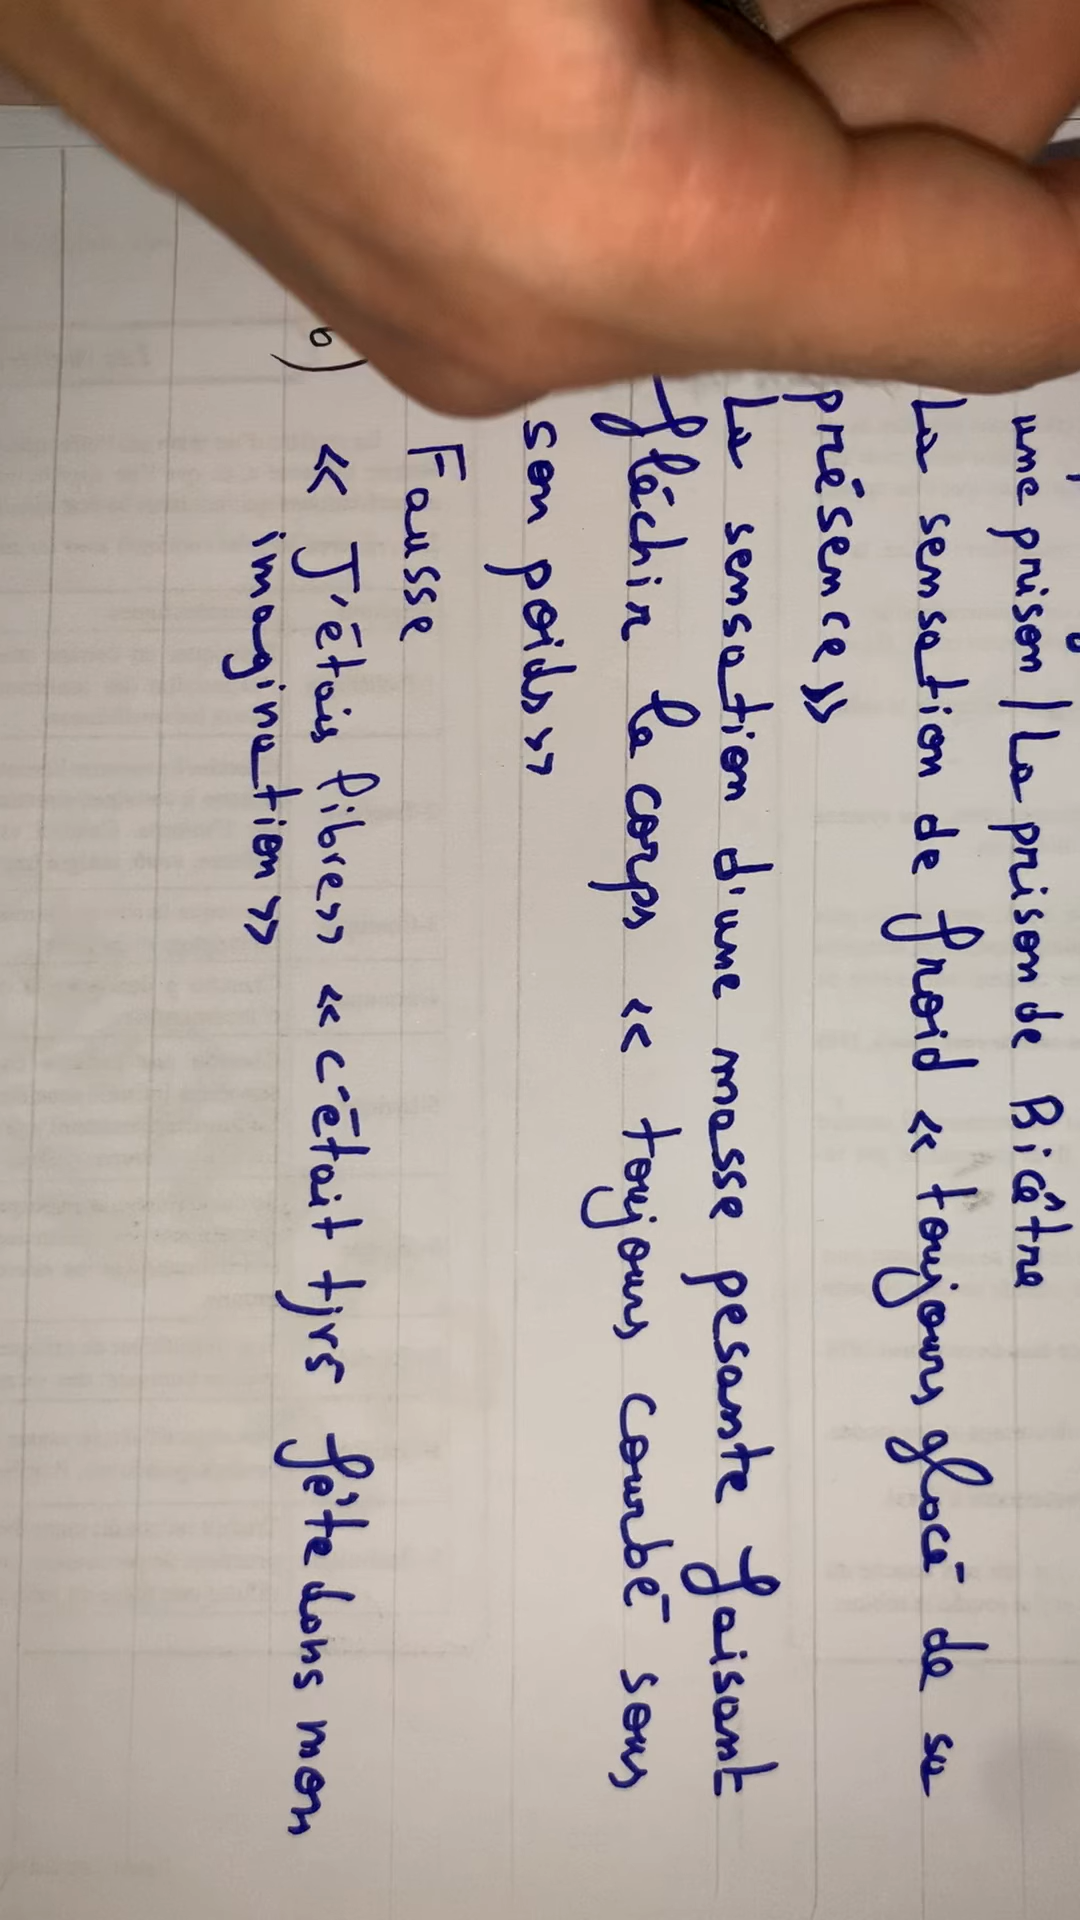 une prison / La prison de Bicêtre
La sensation de froid « toujours glacé de sa
présence »
La sensation d'une masse pesante faisant
fléchir le corps « toujours courbé sous
son poids »
Fausse
b) « J'étais libre » « c'était tjrs fête dans mon
imagination »